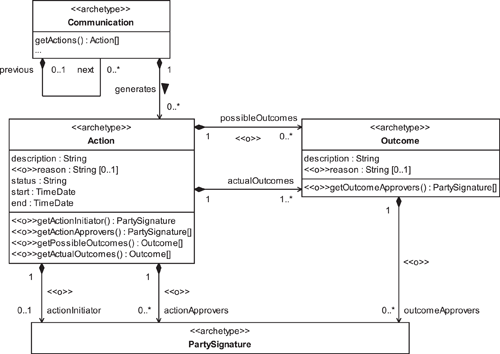 <<archetype>>
Communication
getActions() : Action[]
...
previous 0..1 next 0..* 1
generates
0..*
<<archetype>>
Action
description : String
<<o>>reason : String [0..1]
status : String
start : TimeDate
end : TimeDate
<<o>>getActionInitiator() : PartySignature
<<o>>getActionApprovers() : PartySignature[]
<<o>>getPossibleOutcomes() : Outcome[]
<<o>>getActualOutcomes() : Outcome[]
possibleOutcomes
1 <<o>> 0..*
actualOutcomes
1 1..*
<<archetype>>
Outcome
description : String
<<o>>reason : String [0..1]
<<o>>getOutcomeApprovers() : PartySignature[]
1 1 1
<<o>> <<o>> <<o>>
0..1 actionInitiator 0..* actionApprovers 0..* outcomeApprovers
<<archetype>>
PartySignature